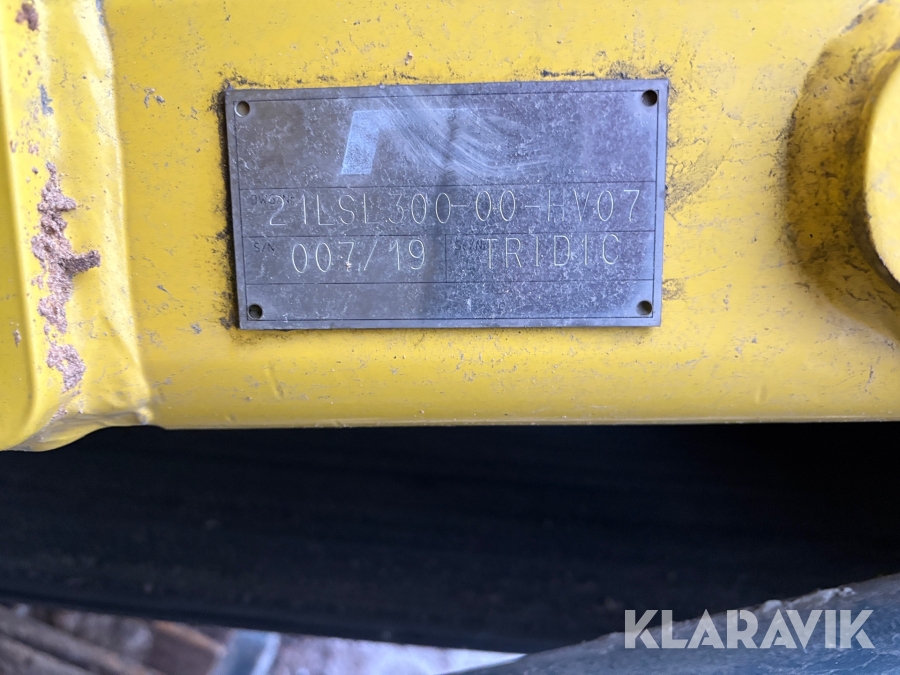 21LSL300-00-HV07
S/N 007/19 TRIDIC
KLARAVIK